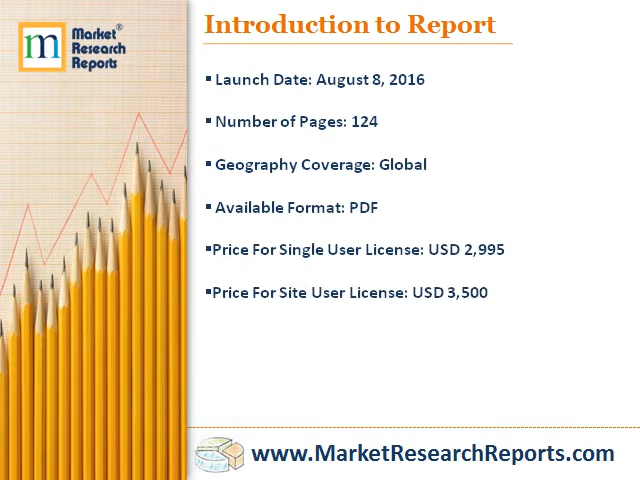 m
Market®
Research
Reports
Introduction to Report
▪ Launch Date: August 8, 2016
▪ Number of Pages: 124
▪ Geography Coverage: Global
▪ Available Format: PDF
▪Price For Single User License: USD 2,995
▪Price For Site User License: USD 3,500
www.MarketResearchReports.com